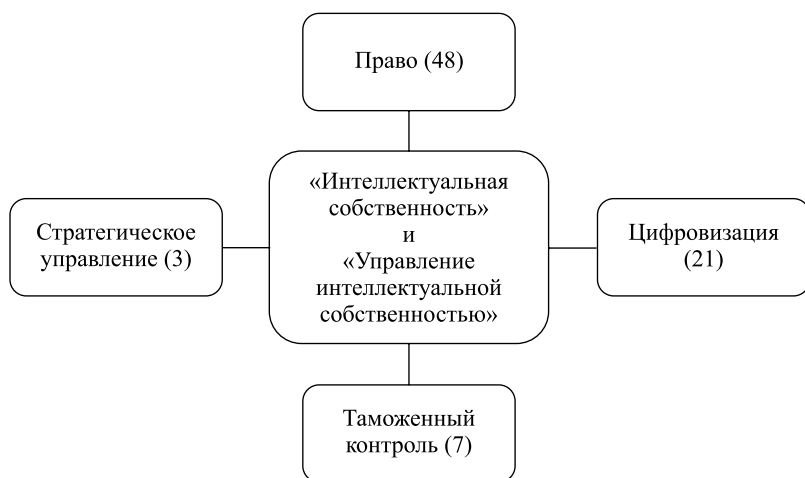 Право (48)
«Интеллектуальная
собственность»
и
«Управление
интеллектуальной
собственностью»
Стратегическое
управление (3)
Цифровизация
(21)
Таможенный
контроль (7)